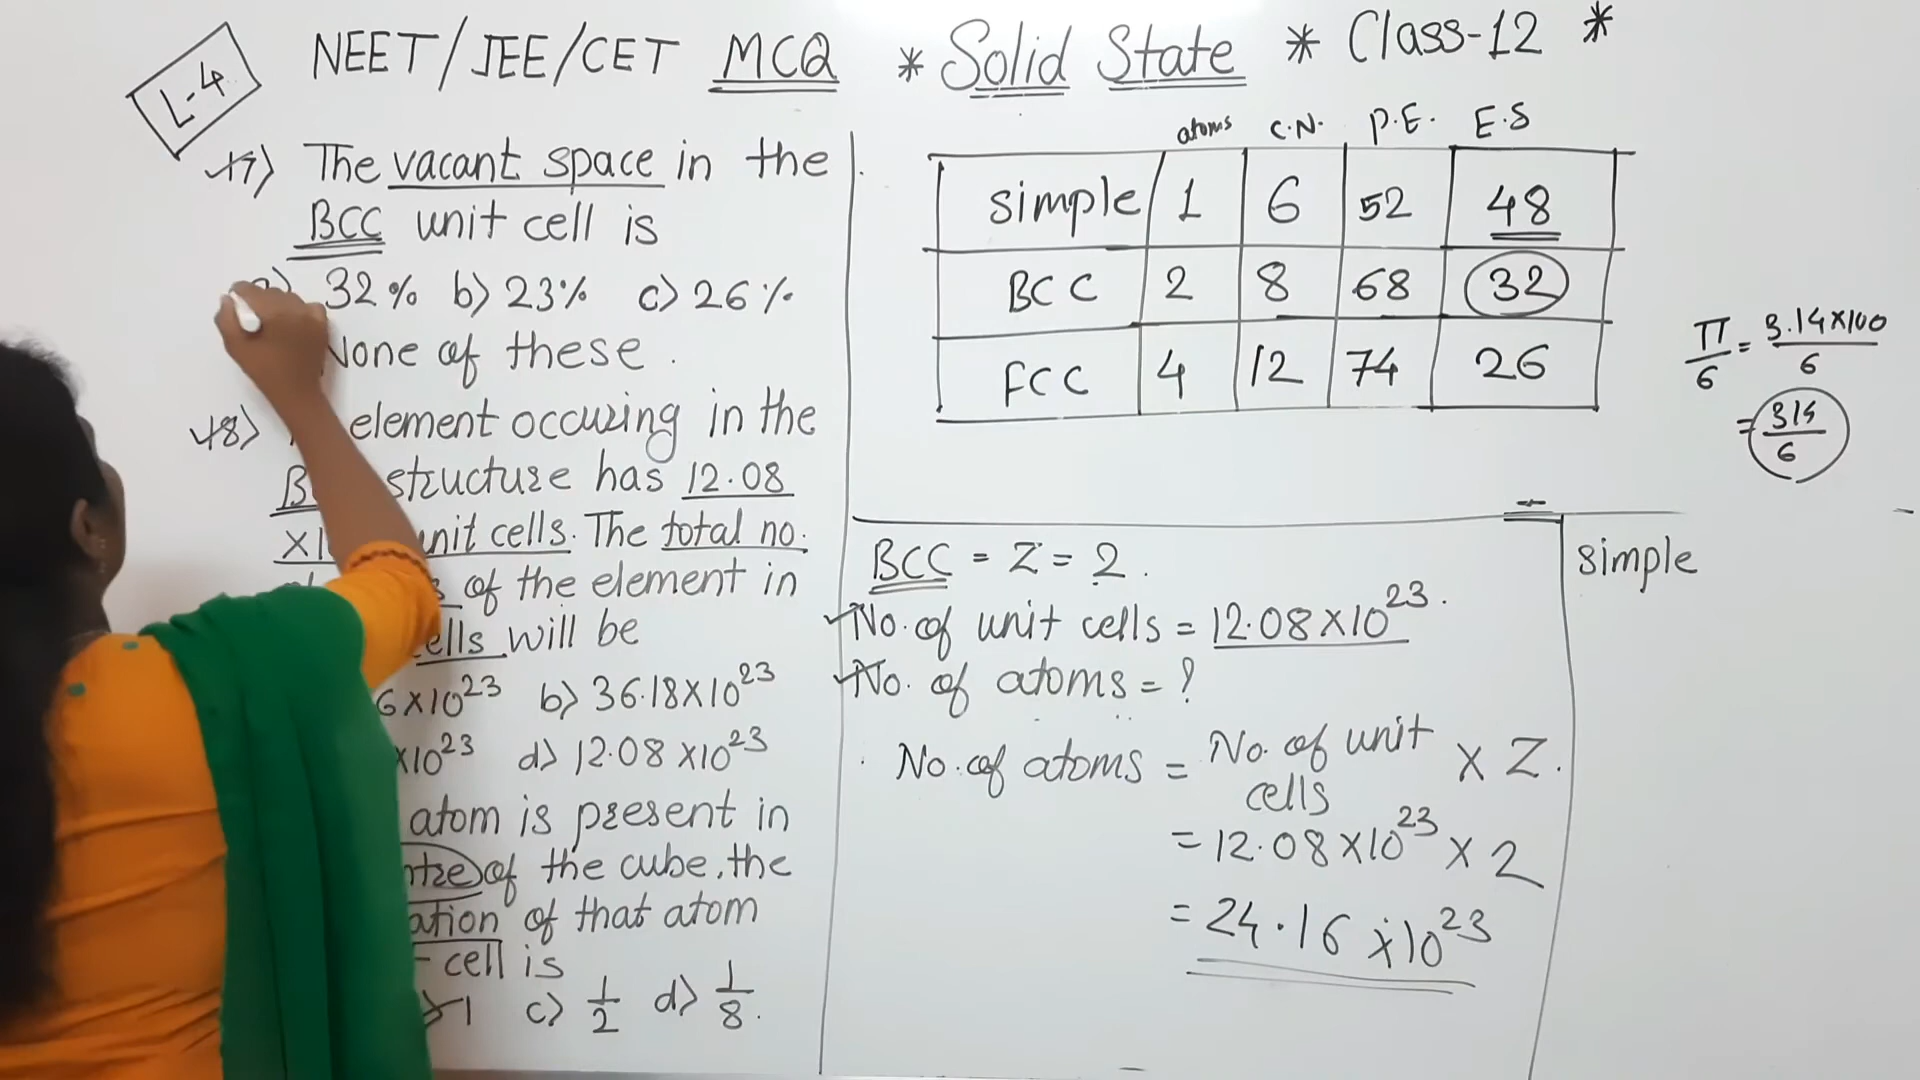 L-4
NEET/JEE/CET MCQ * Solid State * Class-12 *
17) The vacant space in the
BCC unit cell is
32% b) 23% c) 26%
None of these.
18) element occuring in the
structure has 12.08
unit cells. The total no.
of the element in
will be
6×10²³ b) 36.18×10²³
×10²³ d) 12.08×10²³
atom is present in
of the cube, the
of that atom
cell is
1 c) 1/2 d) 1/8.
atoms C.N. P.E. E.S
simple 1 6 52 48
BCC 2 8 68 32
FCC 4 12 74 26
π/6 = 3.14×100/6
= 314/6
BCC = Z = 2.
No. of unit cells = 12.08×10²³.
No. of atoms = ?
No. of atoms = No. of unit cells × Z.
= 12.08×10²³ × 2
= 24.16×10²³
simple